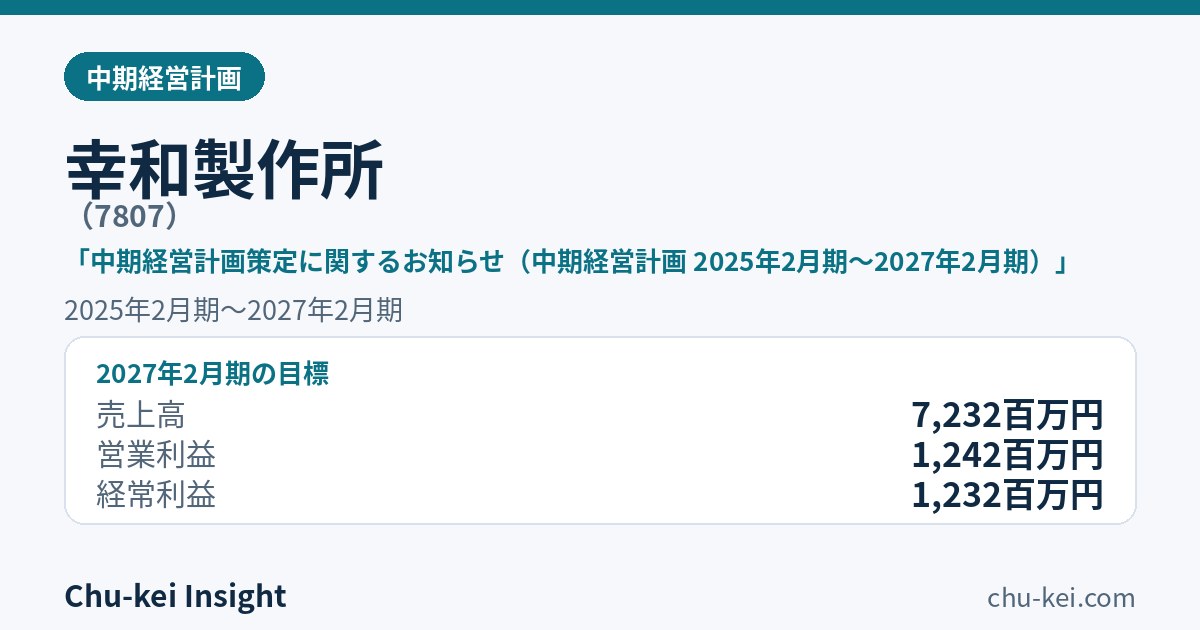 中期経営計画
幸和製作所
（7807）
「中期経営計画策定に関するお知らせ（中期経営計画 2025年2月期～2027年2月期）」
2025年2月期～2027年2月期
2027年2月期の目標
売上高 7,232百万円
営業利益 1,242百万円
経常利益 1,232百万円
Chu-kei Insight chu-kei.com